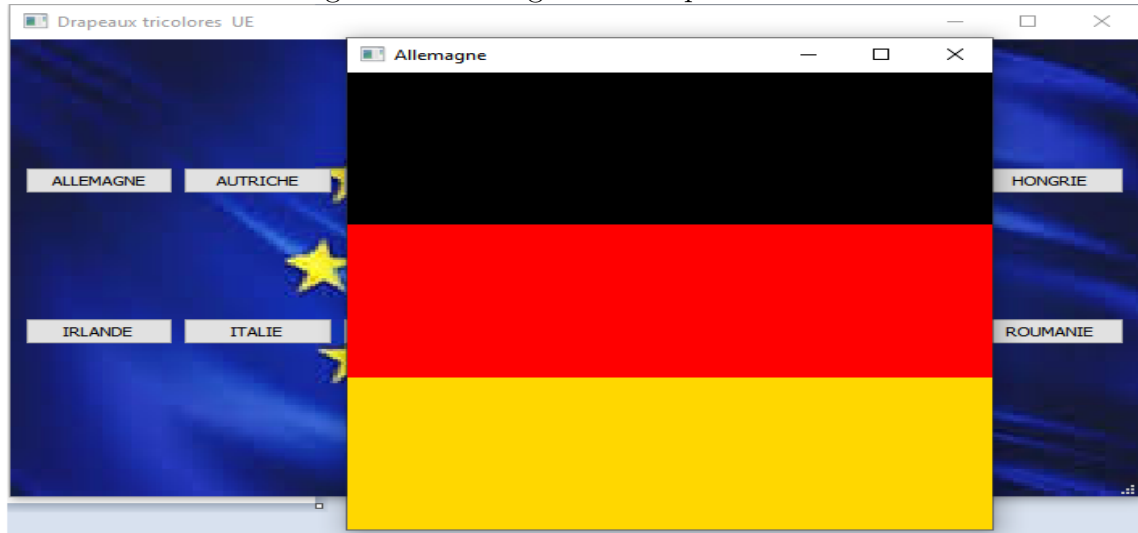 Drapeaux tricolores UE
Allemagne
ALLEMAGNE AUTRICHE HONGRIE
IRLANDE ITALIE ROUMANIE